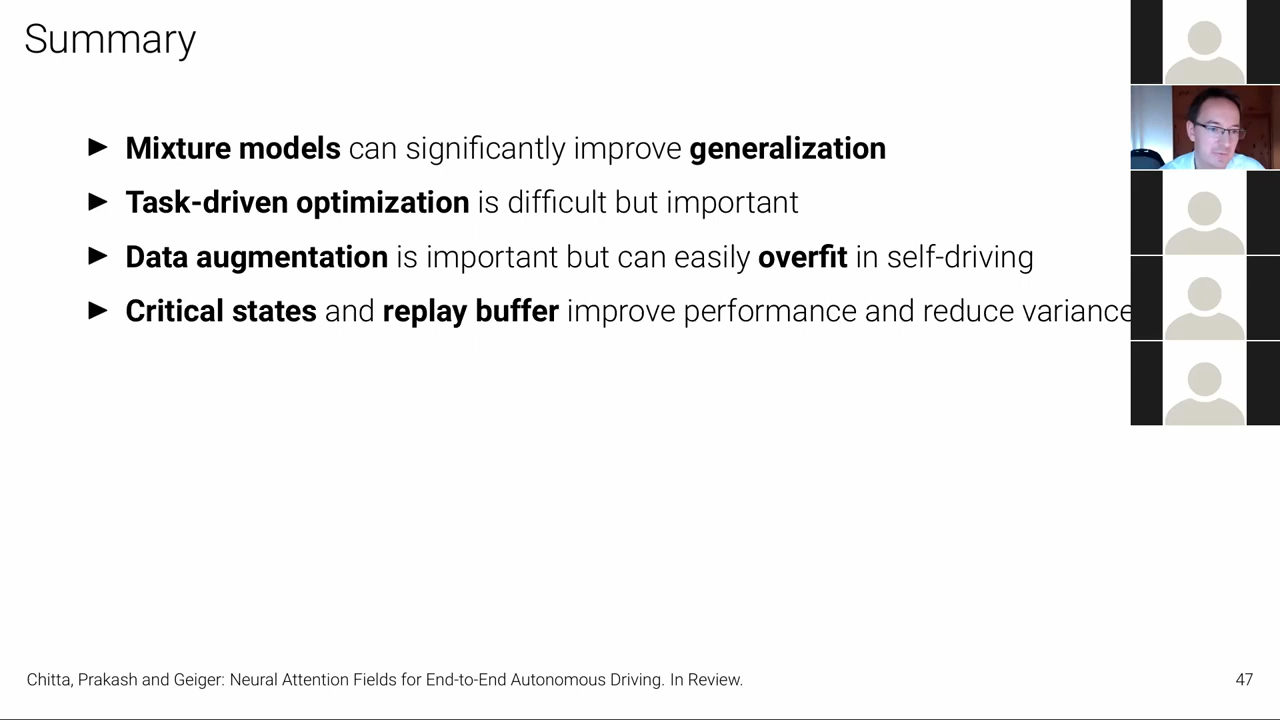 Summary
Mixture models can significantly improve generalization
Task-driven optimization is difficult but important
Data augmentation is important but can easily overfit in self-driving
Critical states and replay buffer improve performance and reduce variance
Chitta, Prakash and Geiger: Neural Attention Fields for End-to-End Autonomous Driving. In Review.
47